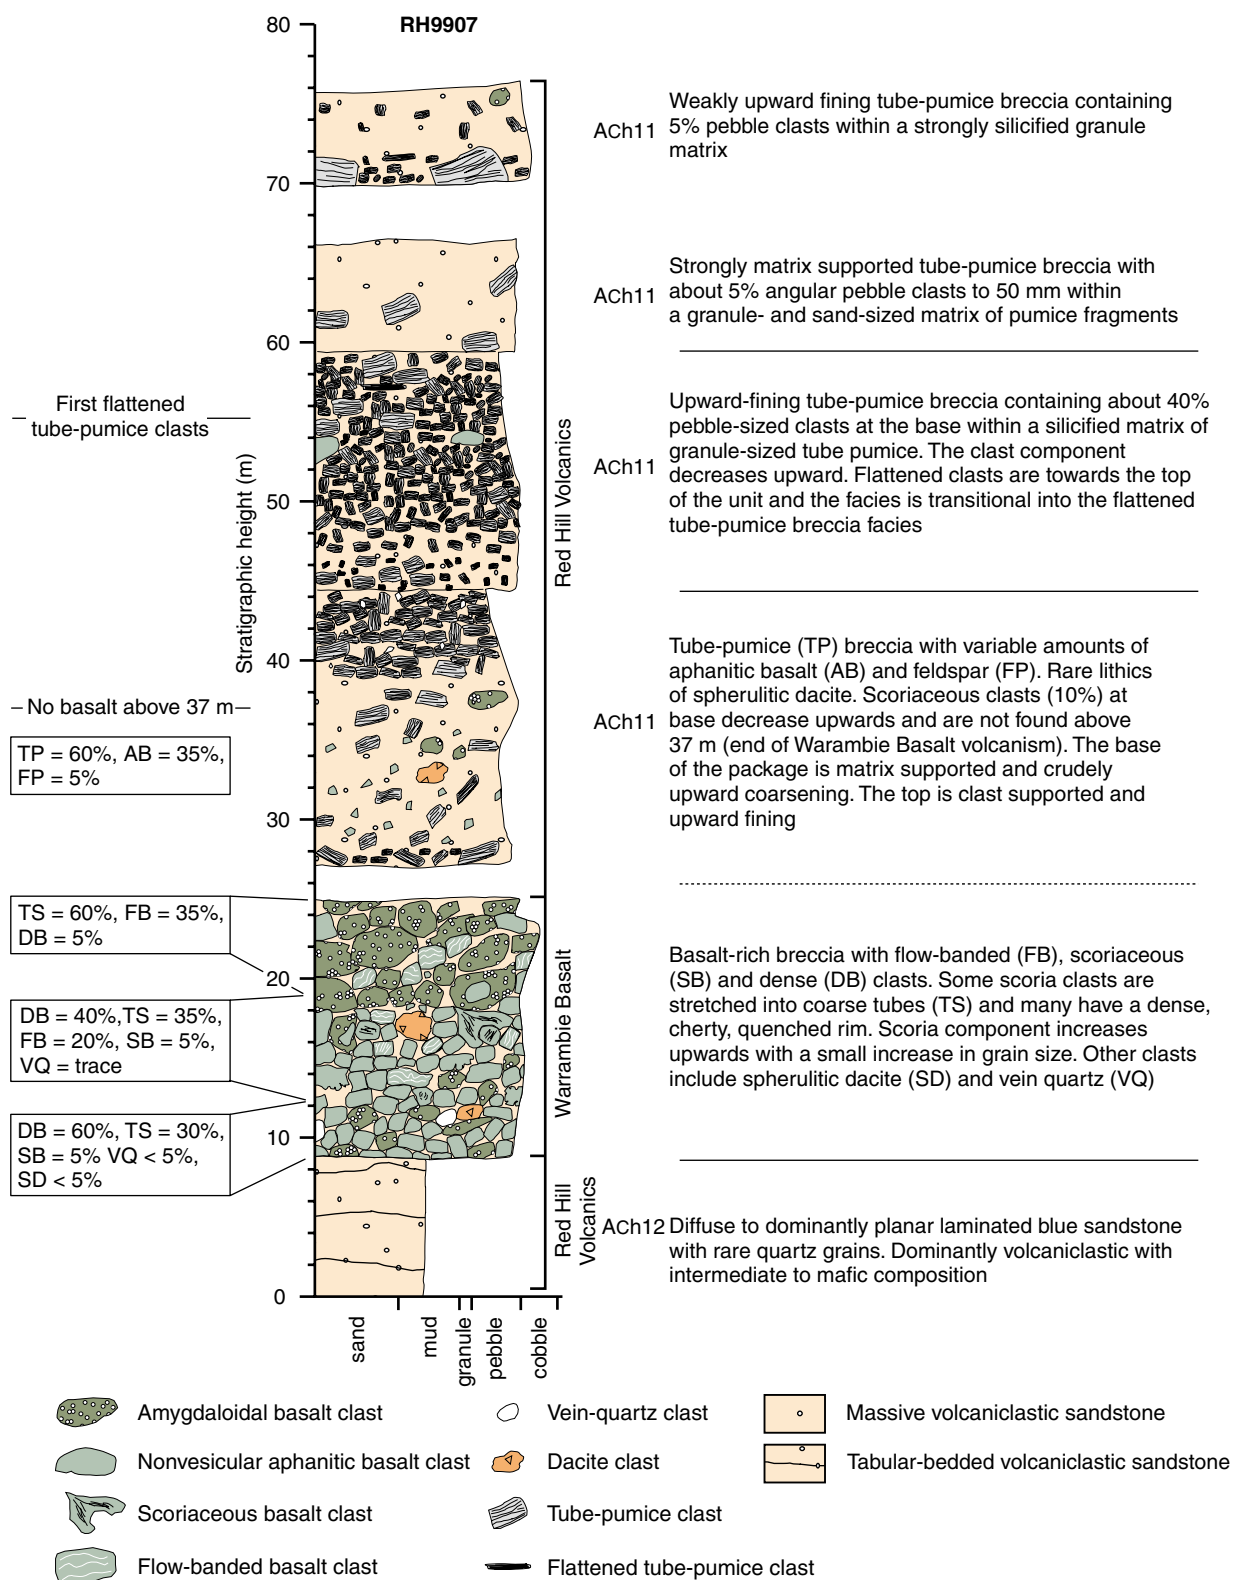 RH9907
80
70
60
50
40
30
20
10
0
Stratigraphic height (m)
First flattened
tube-pumice clasts
No basalt above 37 m
TP = 60%, AB = 35%,
FP = 5%
TS = 60%, FB = 35%,
DB = 5%
DB = 40%,TS = 35%,
FB = 20%, SB = 5%,
VQ = trace
DB = 60%, TS = 30%,
SB = 5% VQ < 5%,
SD < 5%
Red Hill Volcanics
Warrambie Basalt
Red Hill
Volcanics
ACh11
Weakly upward fining tube-pumice breccia containing
5% pebble clasts within a strongly silicified granule
matrix
ACh11
Strongly matrix supported tube-pumice breccia with
about 5% angular pebble clasts to 50 mm within
a granule- and sand-sized matrix of pumice fragments
ACh11
Upward-fining tube-pumice breccia containing about 40%
pebble-sized clasts at the base within a silicified matrix of
granule-sized tube pumice. The clast component
decreases upward. Flattened clasts are towards the top
of the unit and the facies is transitional into the flattened
tube-pumice breccia facies
ACh11
Tube-pumice (TP) breccia with variable amounts of
aphanitic basalt (AB) and feldspar (FP). Rare lithics
of spherulitic dacite. Scoriaceous clasts (10%) at
base decrease upwards and are not found above
37 m (end of Warambie Basalt volcanism). The base
of the package is matrix supported and crudely
upward coarsening. The top is clast supported and
upward fining
Basalt-rich breccia with flow-banded (FB), scoriaceous
(SB) and dense (DB) clasts. Some scoria clasts are
stretched into coarse tubes (TS) and many have a dense,
cherty, quenched rim. Scoria component increases
upwards with a small increase in grain size. Other clasts
include spherulitic dacite (SD) and vein quartz (VQ)
ACh12
Diffuse to dominantly planar laminated blue sandstone
with rare quartz grains. Dominantly volcaniclastic with
intermediate to mafic composition
sand
mud
granule
pebble
cobble
Amygdaloidal basalt clast
Nonvesicular aphanitic basalt clast
Scoriaceous basalt clast
Flow-banded basalt clast
Vein-quartz clast
Dacite clast
Tube-pumice clast
Flattened tube-pumice clast
Massive volcaniclastic sandstone
Tabular-bedded volcaniclastic sandstone